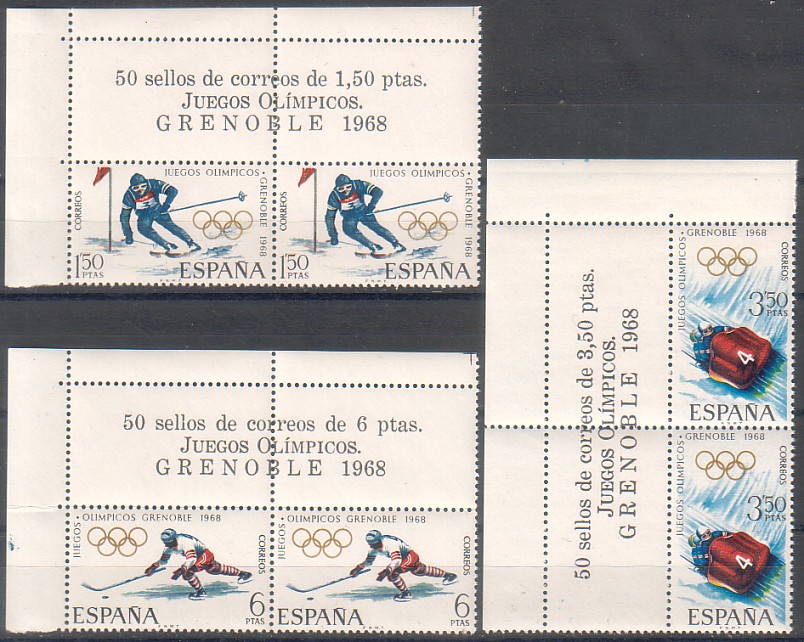 50 sellos de correos de 1,50 ptas.
JUEGOS OLÍMPICOS.
GRENOBLE 1968
JUEGOS OLIMPICOS · GRENOBLE 1968
CORREOS
1'50 PTAS
ESPAÑA
F.N.M.T.
JUEGOS OLIMPICOS · GRENOBLE 1968
CORREOS
1'50 PTAS
ESPAÑA
F.N.M.T.
50 sellos de correos de 6 ptas.
JUEGOS OLÍMPICOS.
GRENOBLE 1968
JUEGOS · OLIMPICOS GRENOBLE 1968
CORREOS
ESPAÑA
6 PTAS
F.N.M.T.
JUEGOS · OLIMPICOS GRENOBLE 1968
CORREOS
ESPAÑA
6 PTAS
F.N.M.T.
50 sellos de correos de 3,50 ptas.
JUEGOS OLÍMPICOS.
GRENOBLE 1968
JUEGOS OLIMPICOS · GRENOBLE 1968
CORREOS
3'50 PTAS
4
ESPAÑA
F.N.M.T.
JUEGOS OLIMPICOS · GRENOBLE 1968
CORREOS
3'50 PTAS
4
ESPAÑA
F.N.M.T.